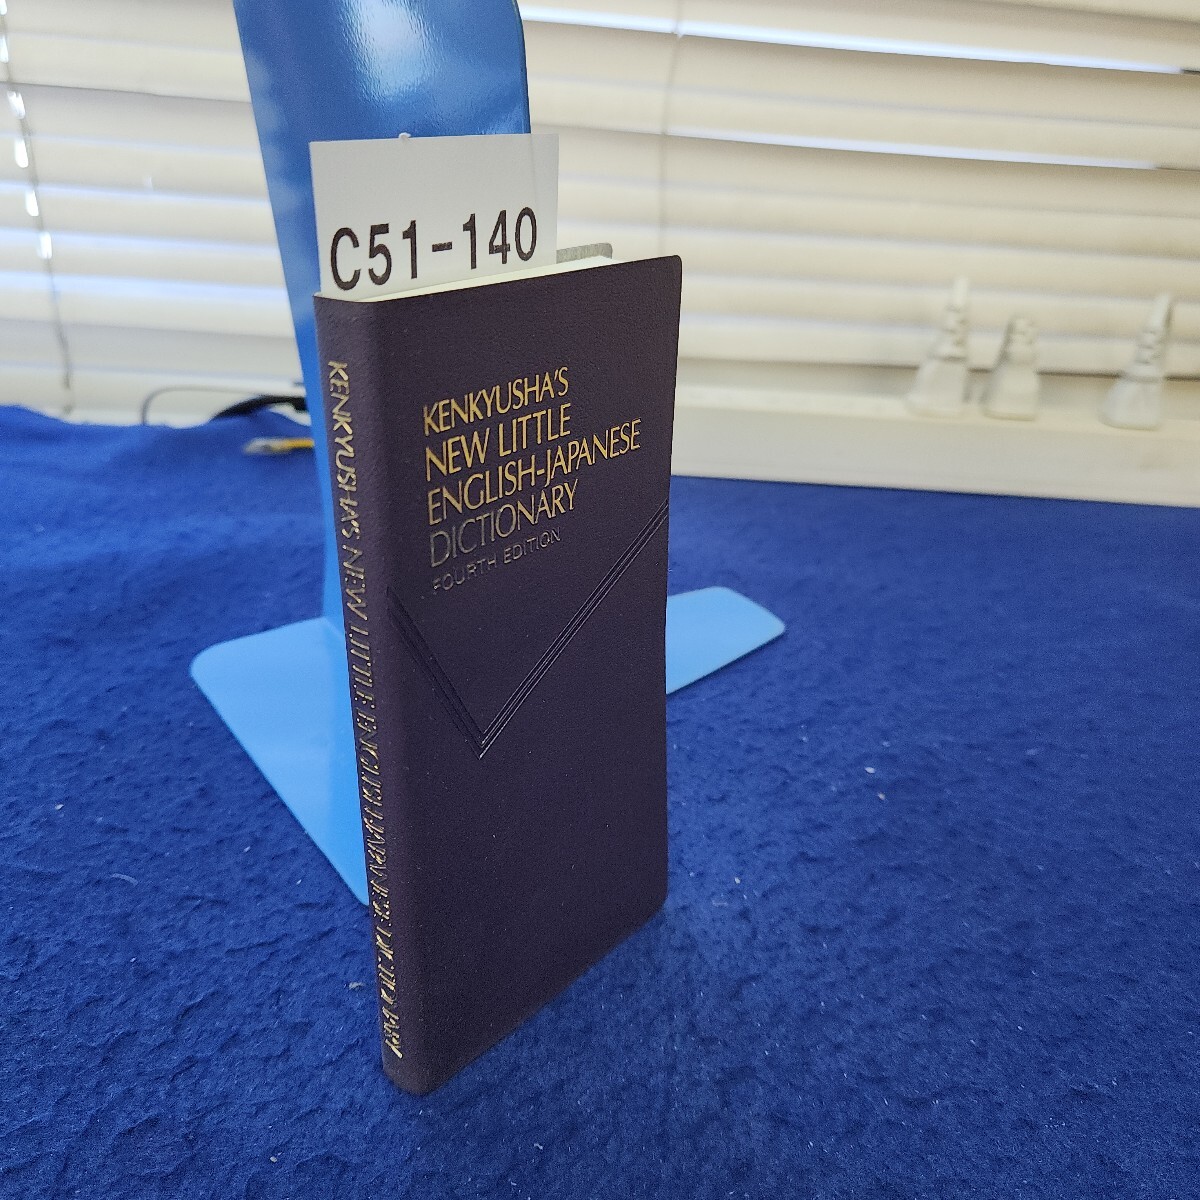 C51-140
KENKYUSHA'S
NEW LITTLE
ENGLISH-JAPANESE
DICTIONARY
FOURTH EDITION
KENKYUSHA'S NEW LITTLE ENGLISH-JAPANESE DICTIONARY